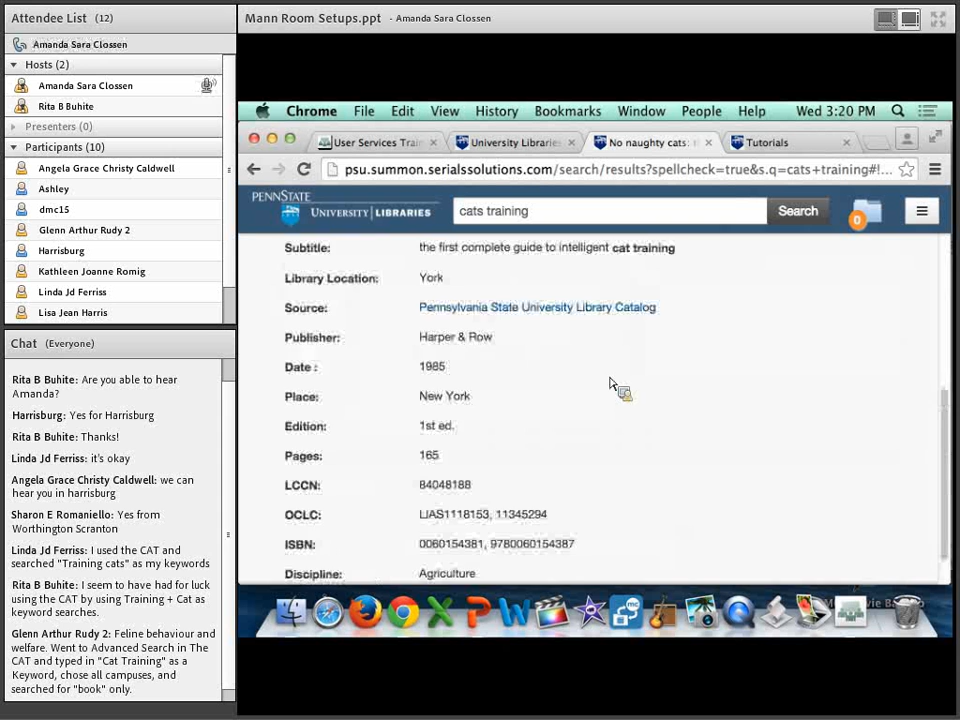 Attendee List (12)
Amanda Sara Clossen
Hosts (2)
Amanda Sara Clossen
Rita B Buhite
Presenters (0)
Participants (10)
Angela Grace Christy Caldwell
Ashley
dmc15
Glenn Arthur Rudy 2
Harrisburg
Kathleen Joanne Romig
Linda Jd Ferriss
Lisa Jean Harris
Chat (Everyone)
Rita B Buhite: Are you able to hear
Amanda?
Harrisburg: Yes for Harrisburg
Rita B Buhite: Thanks!
Linda Jd Ferriss: it's okay
Angela Grace Christy Caldwell: we can
hear you in harrisburg
Sharon E Romaniello: Yes from
Worthington Scranton
Linda Jd Ferriss: I used the CAT and
searched "Training cats" as my keywords
Rita B Buhite: I seem to have had for luck
using the CAT by using Training + Cat as
keyword searches.
Glenn Arthur Rudy 2: Feline behaviour and
welfare. Went to Advanced Search in The
CAT and typed in "Cat Training" as a
Keyword, chose all campuses, and
searched for "book" only.
Mann Room Setups.ppt - Amanda Sara Clossen
Chrome File Edit View History Bookmarks Window People Help Wed 3:20 PM
User Services Trai University Librarie No naughty cats: Tutorials
psu.summon.serialssolutions.com/search/results?spellcheck=true&s.q=cats+training#!...
PENNSTATE
UNIVERSITY LIBRARIES
cats training
Search
0
Subtitle: the first complete guide to intelligent cat training
Library Location: York
Source: Pennsylvania State University Library Catalog
Publisher: Harper & Row
Date : 1985
Place: New York
Edition: 1st ed.
Pages: 165
LCCN: 84048188
OCLC: LIAS1118153, 11345294
ISBN: 0060154381, 9780060154387
Discipline: Agriculture